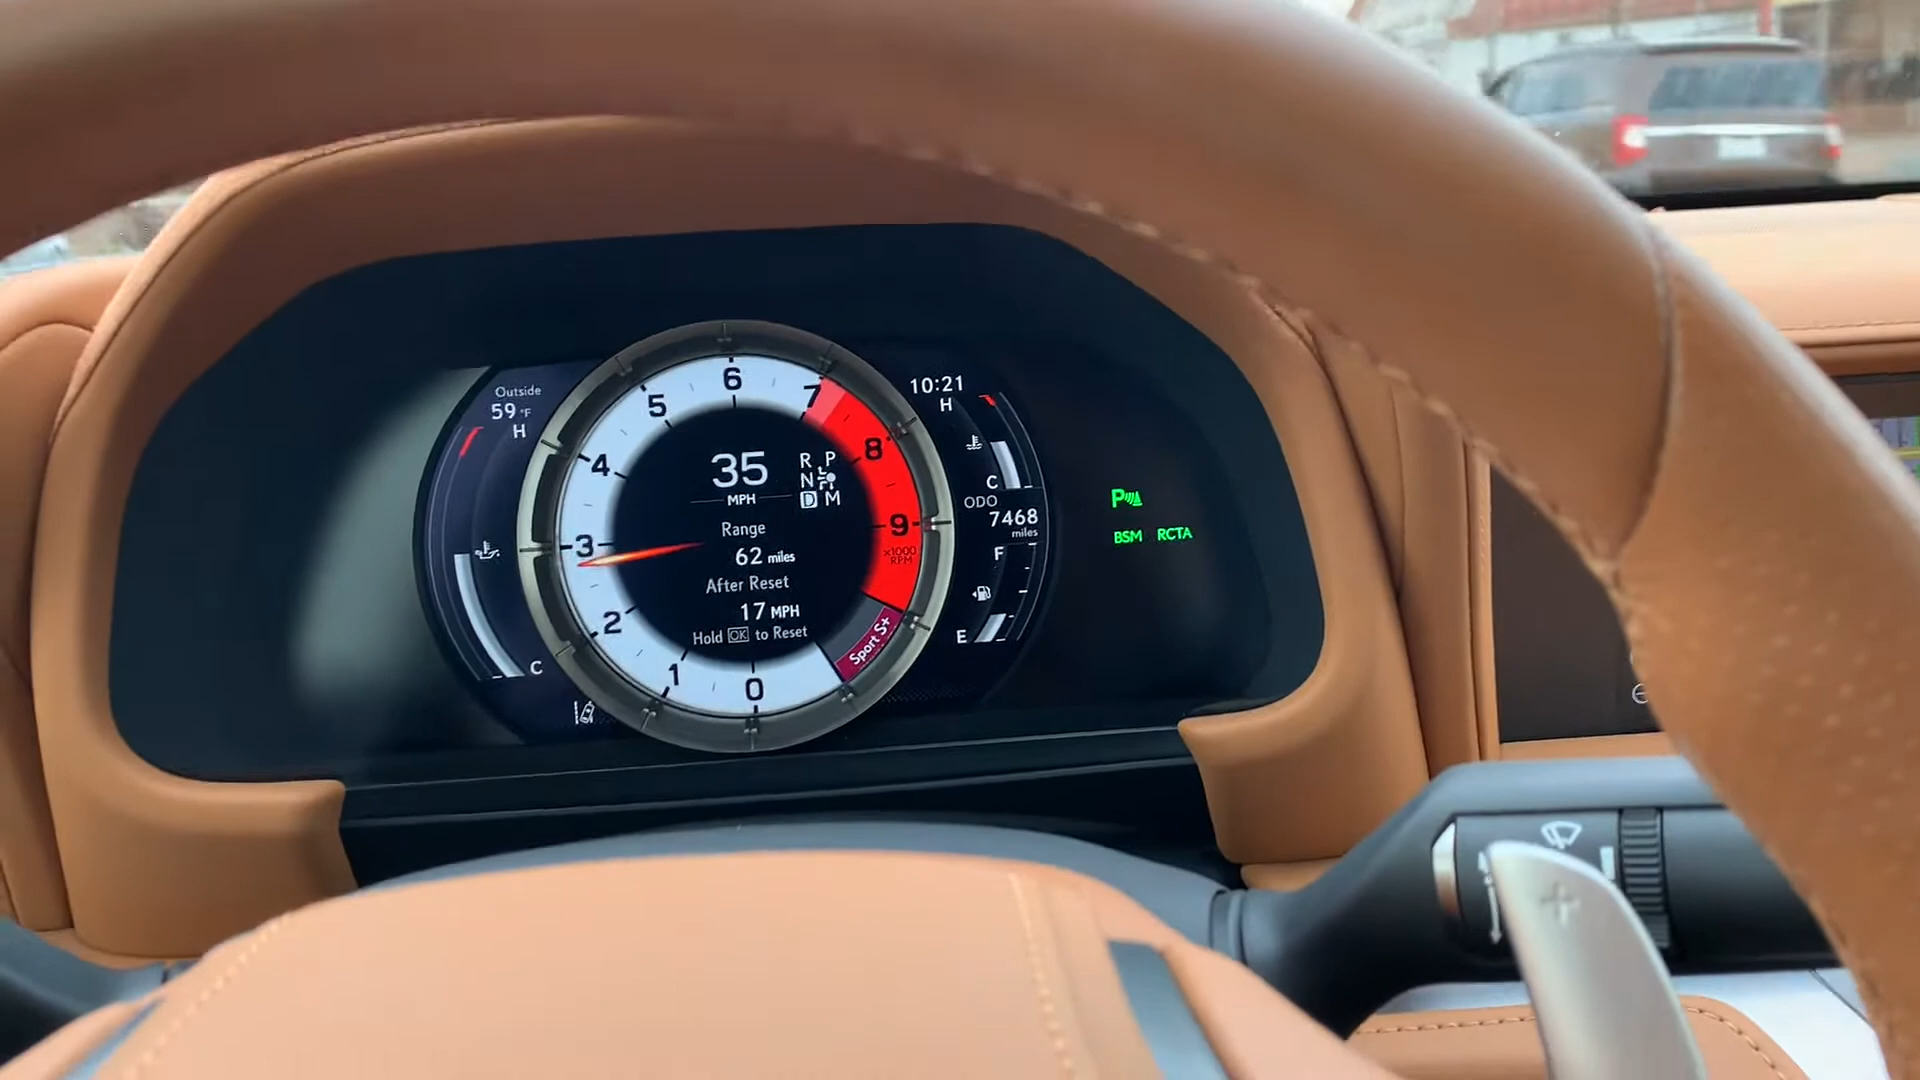 Outside
59 °F
H
C
6
5
7
4
8
3
9
2
1
0
x1000
RPM
35
MPH
R P
N
D M
Range
62 miles
After Reset
17 MPH
Hold OK to Reset
Sport S+
10:21
H
C
ODO
7468
miles
F
E
P
BSM RCTA
+